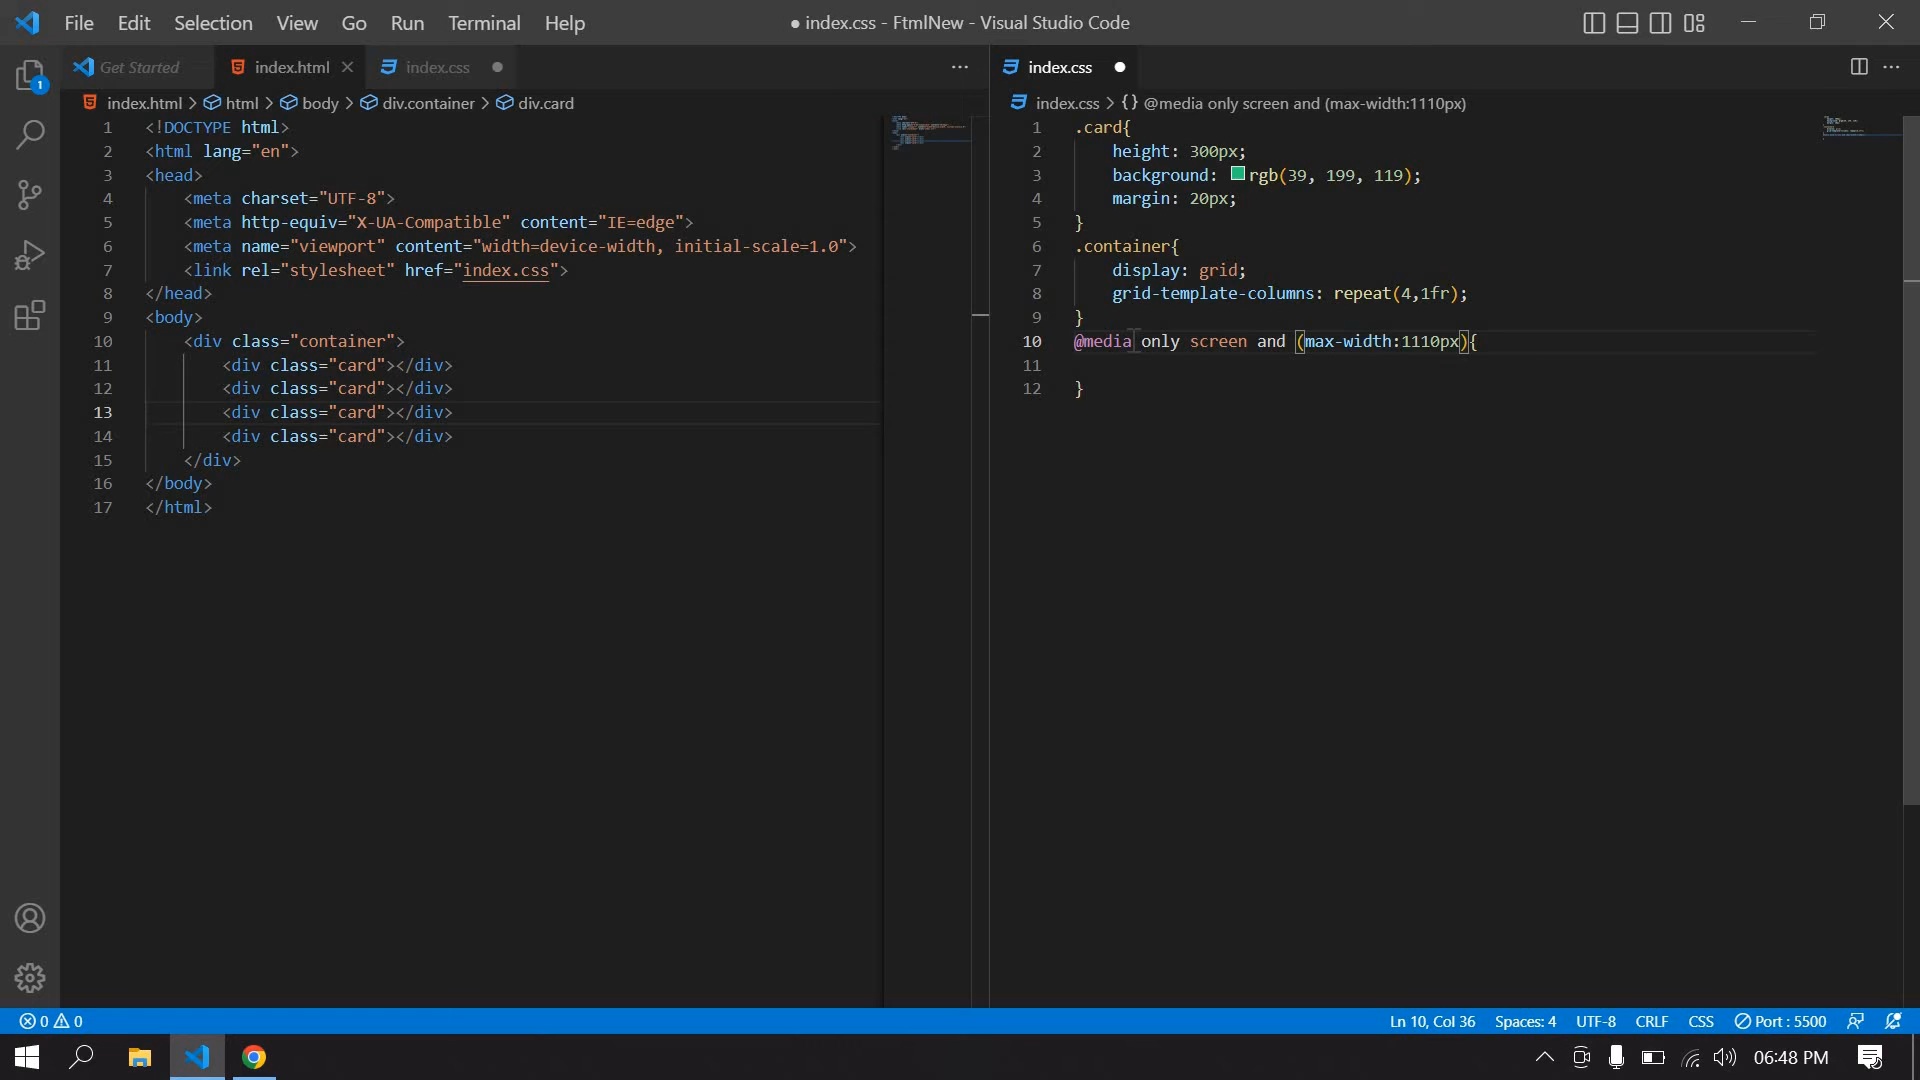 File Edit Selection View Go Run Terminal Help
● index.css - FtmlNew - Visual Studio Code
1
Get Started
index.html
index.css
index.css
index.html > html > body > div.container > div.card
index.css > {} @media only screen and (max-width:1110px)
1 <!DOCTYPE html>
2 <html lang="en">
3 <head>
4 <meta charset="UTF-8">
5 <meta http-equiv="X-UA-Compatible" content="IE=edge">
6 <meta name="viewport" content="width=device-width, initial-scale=1.0">
7 <link rel="stylesheet" href="index.css">
8 </head>
9 <body>
10 <div class="container">
11 <div class="card"></div>
12 <div class="card"></div>
13 <div class="card"></div>
14 <div class="card"></div>
15 </div>
16 </body>
17 </html>
1 .card{
2 height: 300px;
3 background: rgb(39, 199, 119);
4 margin: 20px;
5 }
6 .container{
7 display: grid;
8 grid-template-columns: repeat(4,1fr);
9 }
10 @media only screen and (max-width:1110px){
11
12 }
0 0
Ln 10, Col 36 Spaces: 4 UTF-8 CRLF CSS Port : 5500
06:48 PM